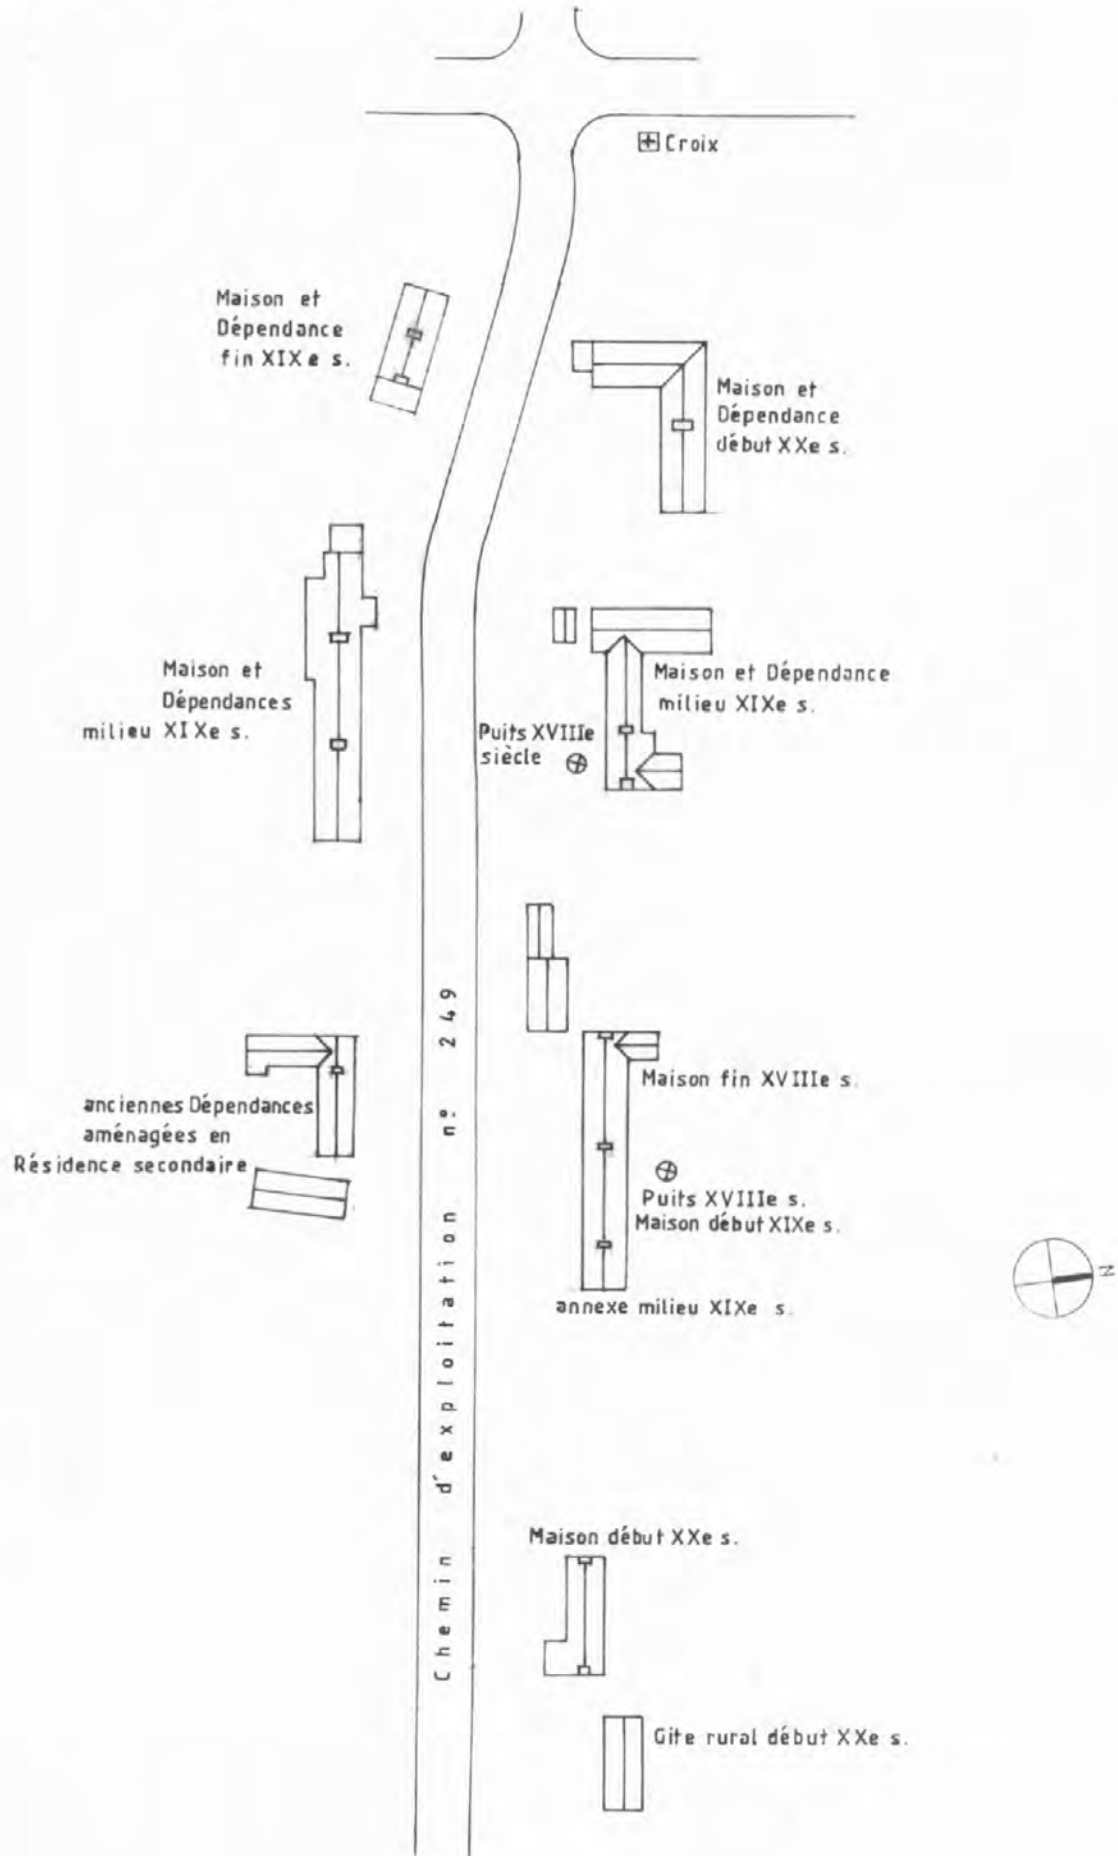 Croix
Maison et
Dépendance
fin XIXe s.
Maison et
Dépendance
début XXe s.
Maison et
Dépendances
milieu XIXe s.
Maison et Dépendance
milieu XIXe s.
Puits XVIIIe
siècle
Chemin d'exploitation n° 249
anciennes Dépendances
aménagées en
Résidence secondaire
Maison fin XVIIIe s.
Puits XVIIIe s.
Maison début XIXe s.
annexe milieu XIXe s.
N
Maison début XXe s.
Gite rural début XXe s.